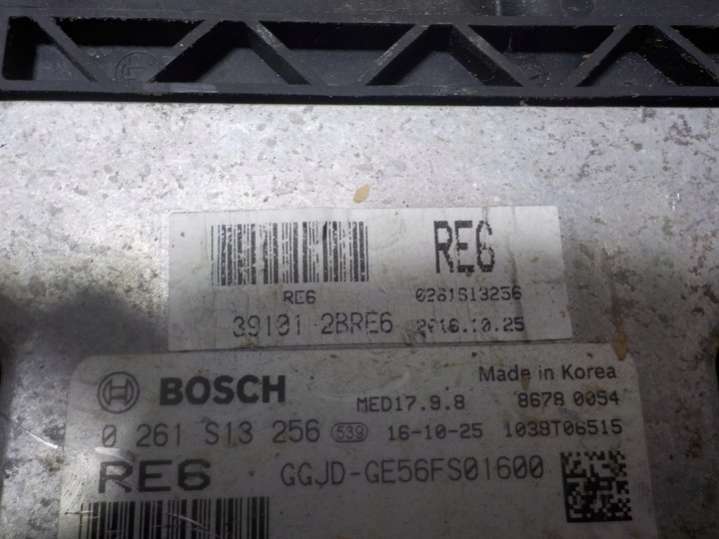 RE6
RE6
0261S13256
39101 2BRE6
2016.10.25
BOSCH
Made in Korea
MED17.9.8
8678 0054
0 261 S13 256 539 16-10-25 1039T06515
RE6
GGJD-GE56FS01600